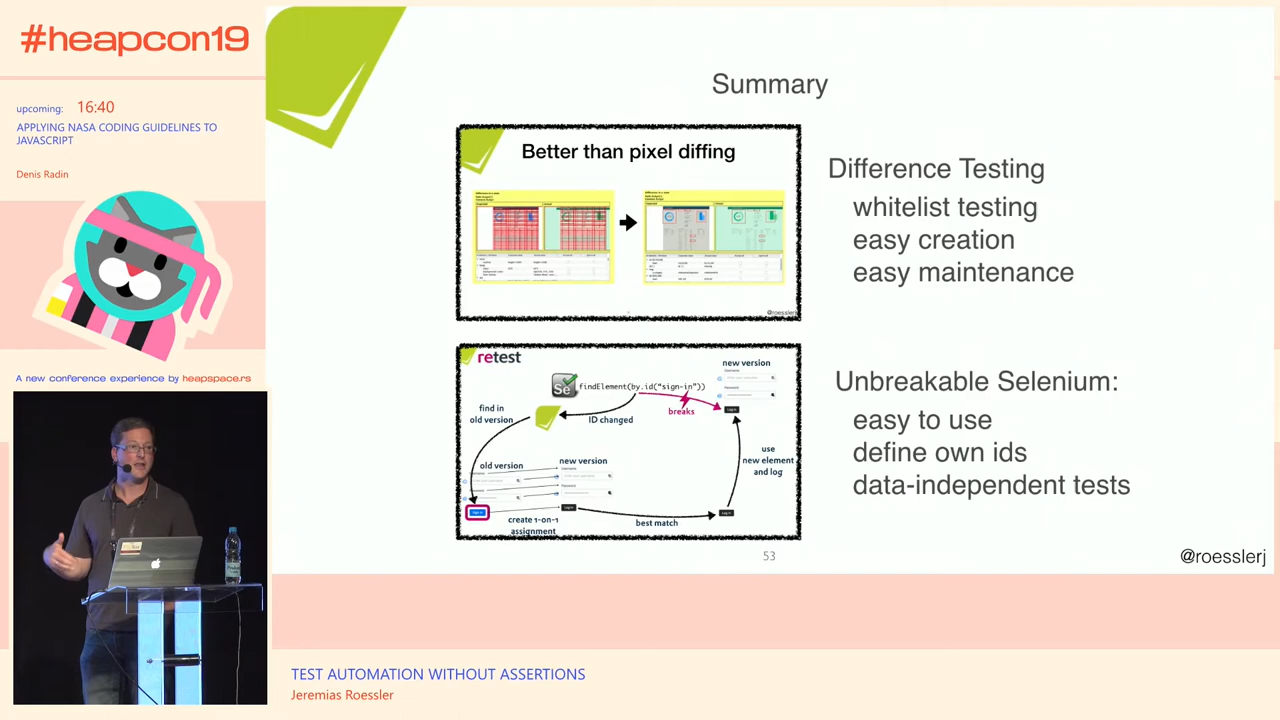 #heapcon19
upcoming: 16:40
APPLYING NASA CODING GUIDELINES TO
JAVASCRIPT
Denis Radin
A new conference experience by heapspace.rs
Summary
Better than pixel diffing
@roesslerj
Difference Testing
whitelist testing
easy creation
easy maintenance
retest
Se
findElement(by.id("sign-in"))
new version
breaks
find in
old version
ID changed
old version
new version
use
new element
and log
create 1-on-1
assignment
best match
Unbreakable Selenium:
easy to use
define own ids
data-independent tests
53
@roesslerj
TEST AUTOMATION WITHOUT ASSERTIONS
Jeremias Roessler